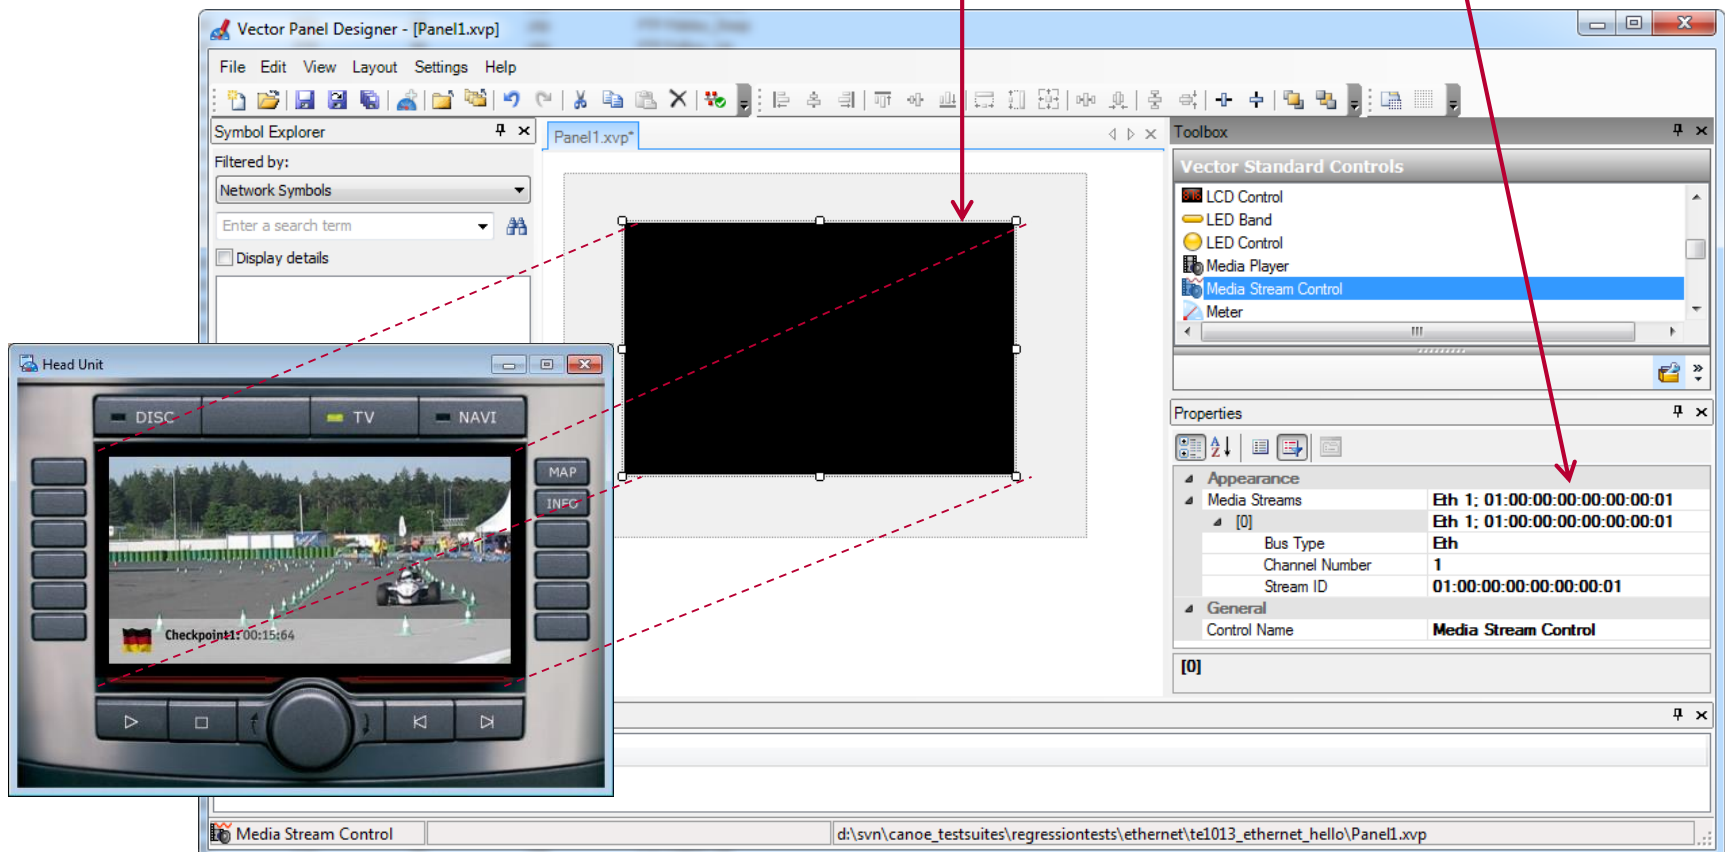 Vector Panel Designer - [Panel1.xvp]
File Edit View Layout Settings Help
Symbol Explorer
Filtered by:
Network Symbols
Enter a search term
Display details
Panel1.xvp*
Toolbox
Vector Standard Controls
LCD Control
LED Band
LED Control
Media Player
Media Stream Control
Meter
Properties
Appearance
Media Streams Eth 1; 01:00:00:00:00:00:00:01
[0] Eth 1; 01:00:00:00:00:00:00:01
Bus Type Eth
Channel Number 1
Stream ID 01:00:00:00:00:00:00:01
General
Control Name Media Stream Control
[0]
Head Unit
DISC TV NAVI
MAP
INFO
Checkpoint1: 00:15:64
Media Stream Control
d:\svn\canoe_testsuites\regressiontests\ethernet\te1013_ethernet_hello\Panel1.xvp